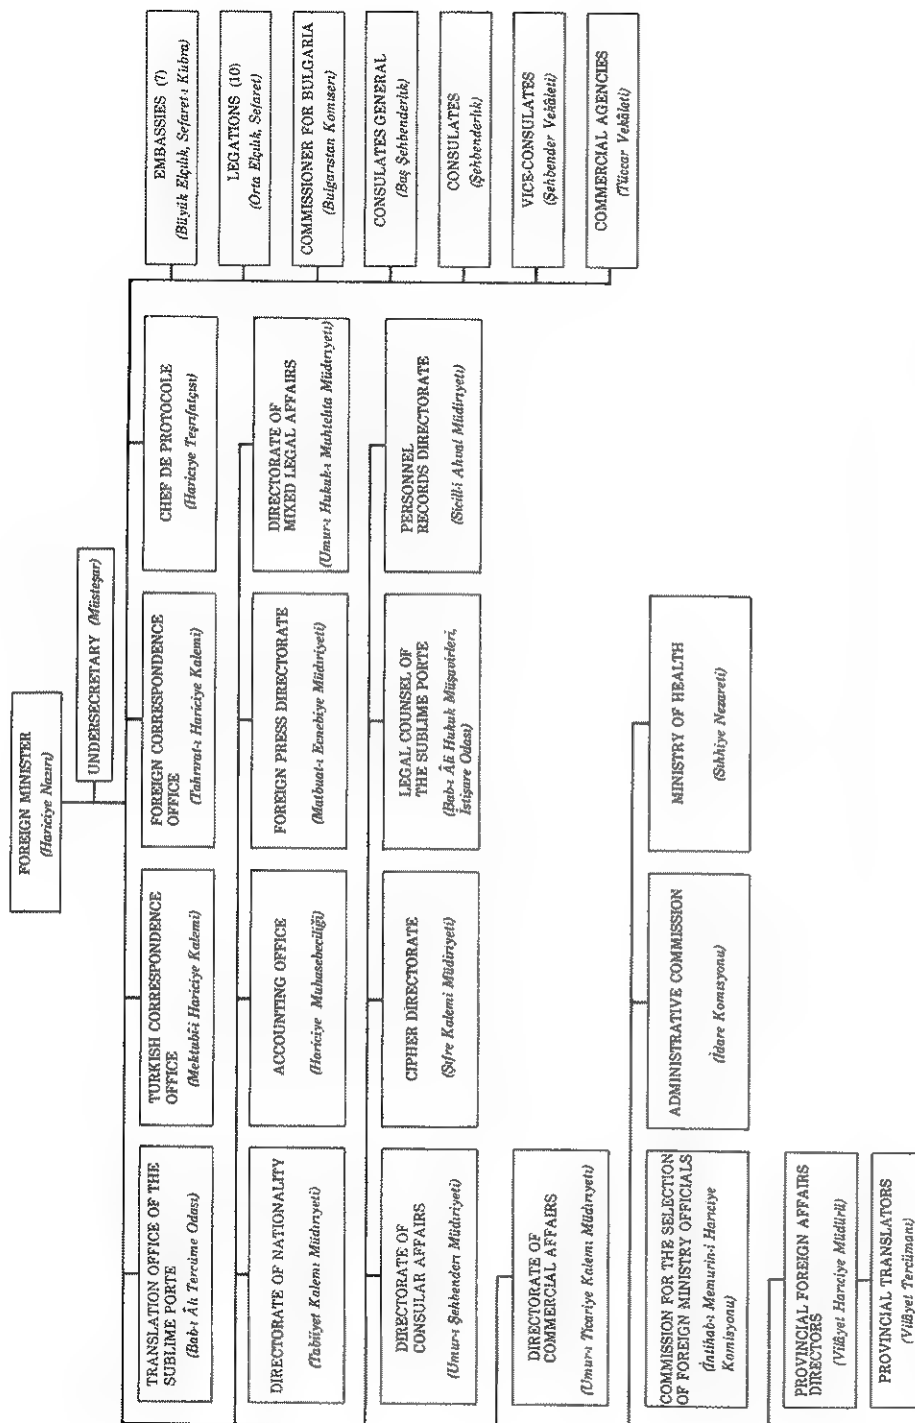 FOREIGN MINISTER
(Hariciye Nazırı)
UNDERSECRETARY (Müsteşar)
TRANSLATION OFFICE OF THE
SUBLIME PORTE
(Bab-ı Âli Tercüme Odası)
TURKISH CORRESPONDENCE
OFFICE
(Mektubî-i Hariciye Kalemi)
FOREIGN CORRESPONDENCE
OFFICE
(Tahrirat-ı Hariciye Kalemi)
CHEF DE PROTOCOLE
(Hariciye Teşrifatçısı)
DIRECTORATE OF NATIONALITY
(Tabiiyet Kalemi Müdiriyeti)
ACCOUNTING OFFICE
(Hariciye Muhasebeciliği)
FOREIGN PRESS DIRECTORATE
(Matbuat-ı Ecnebiye Müdiriyeti)
DIRECTORATE OF
MIXED LEGAL AFFAIRS
(Umur-ı Hukuk-ı Muhtelita Müdiriyeti)
DIRECTORATE OF
CONSULAR AFFAIRS
(Umur-ı Şehbenderi Müdiriyeti)
CIPHER DIRECTORATE
(Şifre Kalemi Müdiriyeti)
LEGAL COUNSEL OF
THE SUBLIME PORTE
(Bab-ı Âli Hukuk Müşavirleri,
İstişare Odası)
PERSONNEL
RECORDS DIRECTORATE
(Sicill-i Ahval Müdiriyeti)
DIRECTORATE OF
COMMERCIAL AFFAIRS
(Umur-ı Ticariye Kalemi Müdiriyeti)
COMMISSION FOR THE SELECTION
OF FOREIGN MINISTRY OFFICIALS
(İntihab-ı Memurin-i Hariciye
Komisyonu)
ADMINISTRATIVE COMMISSION
(İdare Komisyonu)
MINISTRY OF HEALTH
(Sıhhiye Nezareti)
PROVINCIAL FOREIGN AFFAIRS
DIRECTORS
(Vilâyet Hariciye Müdürü)
PROVINCIAL TRANSLATORS
(Vilâyet Tercümanı)
EMBASSIES (7)
(Büyük Elçilik, Sefaret-ı Kübra)
LEGATIONS (10)
(Orta Elçilik, Sefaret)
COMMISSIONER FOR BULGARIA
(Bulgaristan Komiseri)
CONSULATES GENERAL
(Baş Şehbenderlik)
CONSULATES
(Şehbenderlik)
VICE-CONSULATES
(Şehbender Vekâleti)
COMMERCIAL AGENCIES
(Tüccar Vekâleti)